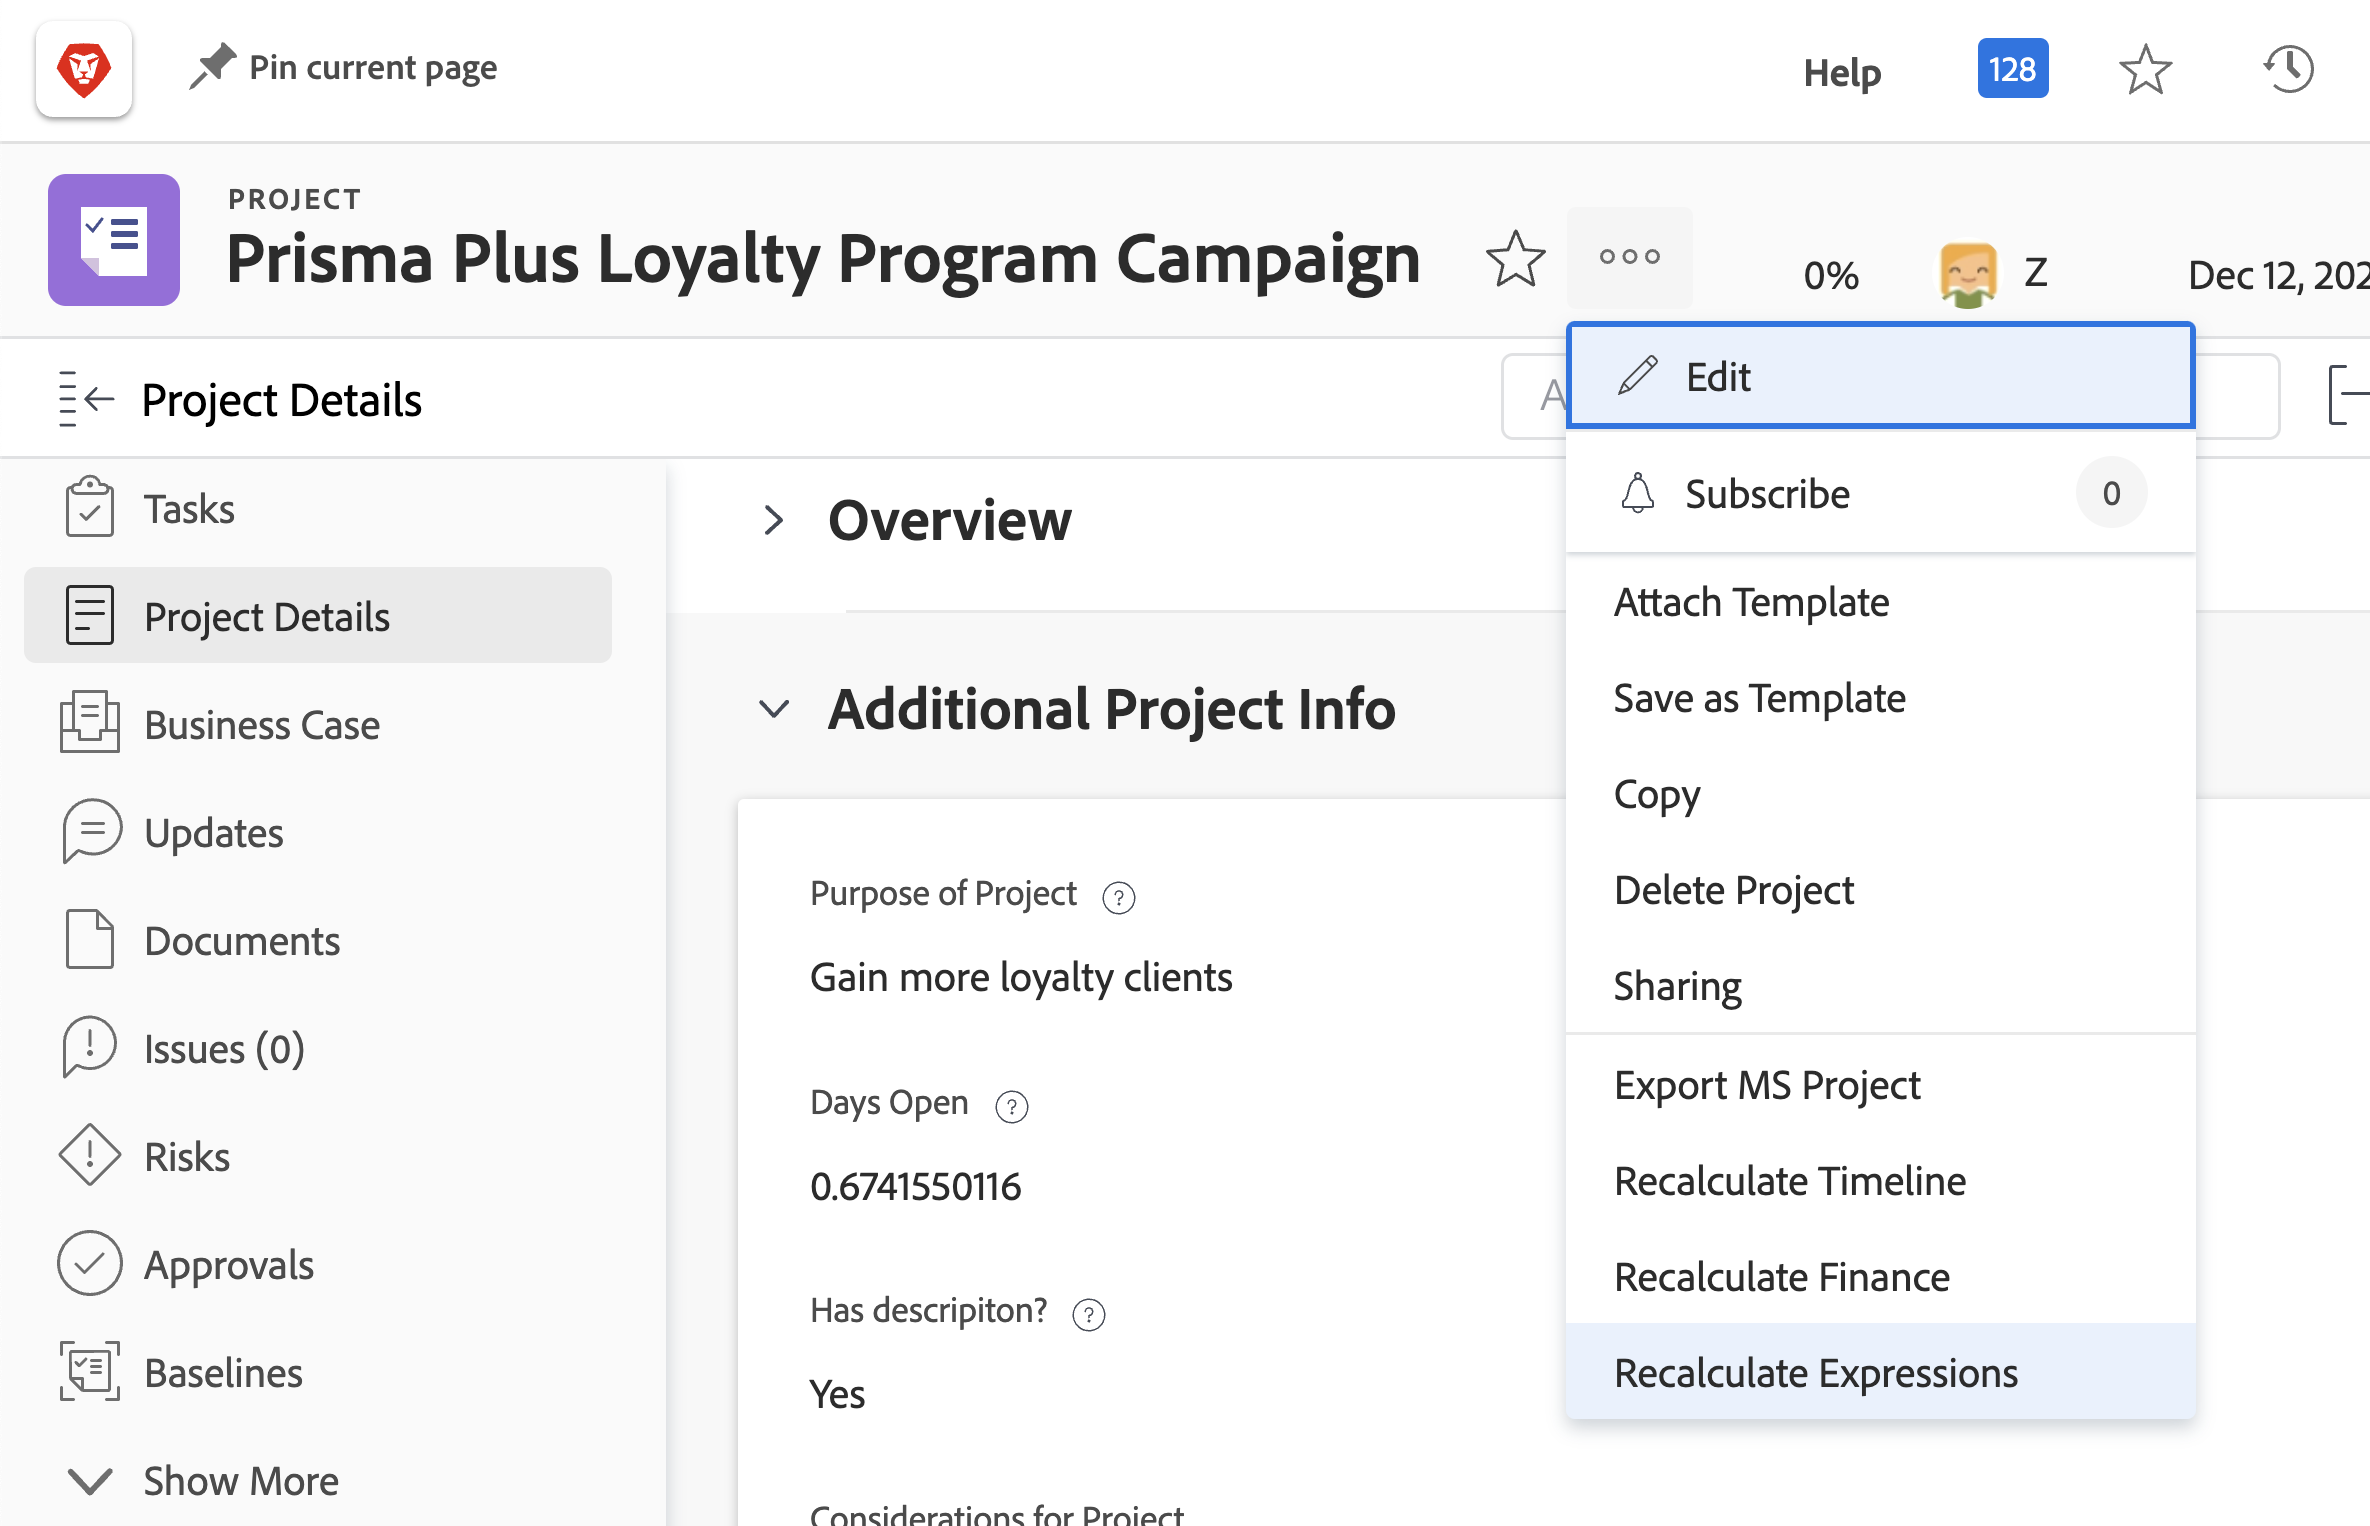 Pin current page
Help
128
PROJECT
Prisma Plus Loyalty Program Campaign
0%
Z
Dec 12, 202
Project Details
A
Edit
Subscribe
0
Attach Template
Save as Template
Copy
Delete Project
Sharing
Export MS Project
Recalculate Timeline
Recalculate Finance
Recalculate Expressions
Tasks
Project Details
Business Case
Updates
Documents
Issues (0)
Risks
Approvals
Baselines
Show More
Overview
Additional Project Info
Purpose of Project ?
Gain more loyalty clients
Days Open ?
0.6741550116
Has descripiton? ?
Yes
Considerations for Project